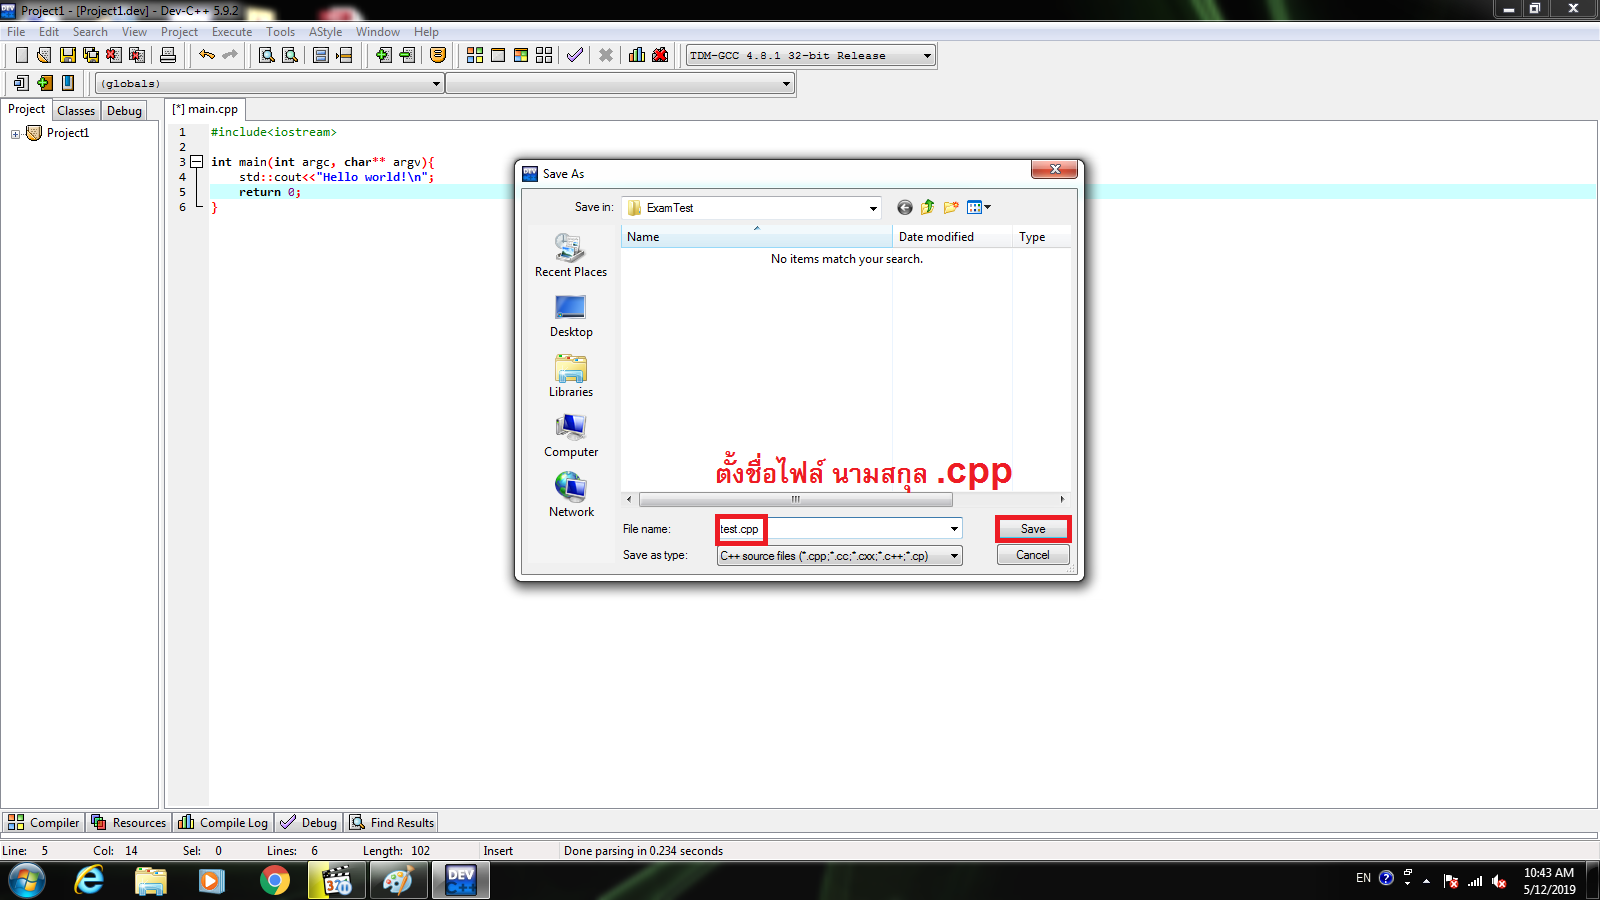 Project1 - [Project1.dev] - Dev-C++ 5.9.2
File Edit Search View Project Execute Tools AStyle Window Help
TDM-GCC 4.8.1 32-bit Release
(globals)
Project Classes Debug
[*] main.cpp
Project1
1 #include<iostream>
2
3 int main(int argc, char** argv){
4 std::cout<<"Hello world!\n";
5 return 0;
6 }
Save As
Save in: ExamTest
Name Date modified Type
No items match your search.
Recent Places
Desktop
Libraries
Computer
Network
ตั้งชื่อไฟล์ นามสกุล .cpp
File name: test.cpp Save
Save as type: C++ source files (*.cpp;*.cc;*.cxx;*.c++;*.cp) Cancel
Compiler Resources Compile Log Debug Find Results
Line: 5 Col: 14 Sel: 0 Lines: 6 Length: 102 Insert Done parsing in 0.234 seconds
DEV C++
EN 10:43 AM
5/12/2019